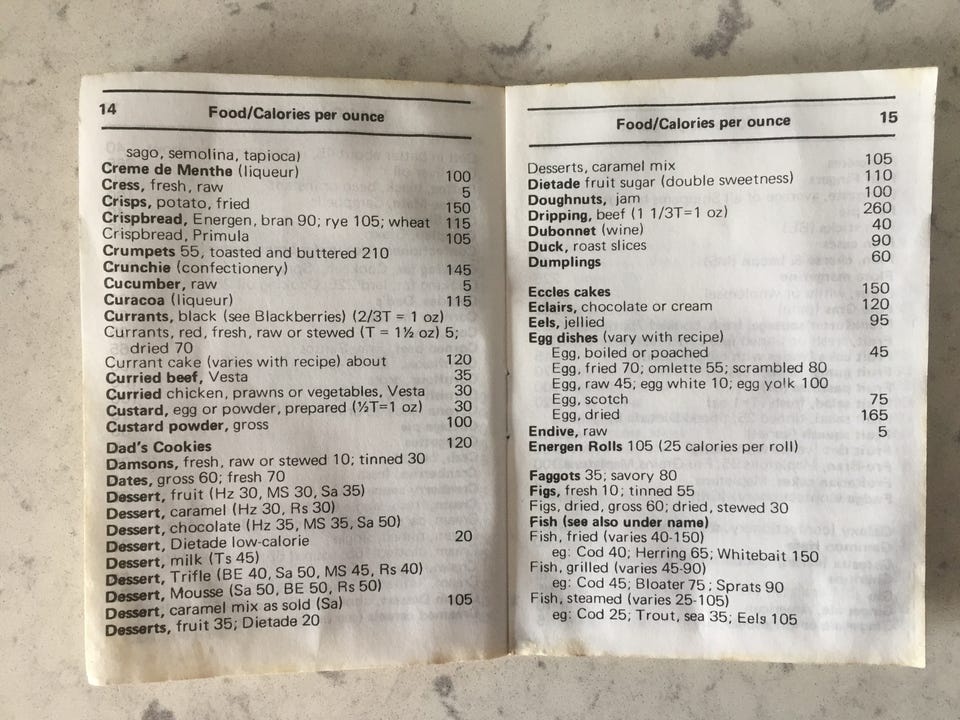 14
Food/Calories per ounce
sago, semolina, tapioca)
Creme de Menthe (liqueur) 100
Cress, fresh, raw 5
Crisps, potato, fried 150
Crispbread, Energen, bran 90; rye 105; wheat 115
Crispbread, Primula 105
Crumpets 55, toasted and buttered 210
Crunchie (confectionery) 145
Cucumber, raw 5
Curacoa (liqueur) 115
Currants, black (see Blackberries) (2/3T = 1 oz)
Currants, red, fresh, raw or stewed (T = 1½ oz) 5;
dried 70
Currant cake (varies with recipe) about 120
Curried beef, Vesta 35
Curried chicken, prawns or vegetables, Vesta 30
Custard, egg or powder, prepared (½T=1 oz) 30
Custard powder, gross 100
Dad's Cookies 120
Damsons, fresh, raw or stewed 10; tinned 30
Dates, gross 60; fresh 70
Dessert, fruit (Hz 30, MS 30, Sa 35)
Dessert, caramel (Hz 30, Rs 30)
Dessert, chocolate (Hz 35, MS 35, Sa 50)
Dessert, Dietade low-calorie 20
Dessert, milk (Ts 45)
Dessert, Trifle (BE 40, Sa 50, MS 45, Rs 40)
Dessert, Mousse (Sa 50, BE 50, Rs 50)
Dessert, caramel mix as sold (Sa) 105
Desserts, fruit 35; Dietade 20
Food/Calories per ounce
15
Desserts, caramel mix 105
Dietade fruit sugar (double sweetness) 110
Doughnuts, jam 100
Dripping, beef (1 1/3T=1 oz) 260
Dubonnet (wine) 40
Duck, roast slices 90
Dumplings 60
Eccles cakes 150
Eclairs, chocolate or cream 120
Eels, jellied 95
Egg dishes (vary with recipe)
Egg, boiled or poached 45
Egg, fried 70; omlette 55; scrambled 80
Egg, raw 45; egg white 10; egg yolk 100
Egg, scotch 75
Egg, dried 165
Endive, raw 5
Energen Rolls 105 (25 calories per roll)
Faggots 35; savory 80
Figs, fresh 10; tinned 55
Figs, dried, gross 60; dried, stewed 30
Fish (see also under name)
Fish, fried (varies 40-150)
eg: Cod 40; Herring 65; Whitebait 150
Fish, grilled (varies 45-90)
eg: Cod 45; Bloater 75; Sprats 90
Fish, steamed (varies 25-105)
eg: Cod 25; Trout, sea 35; Eels 105